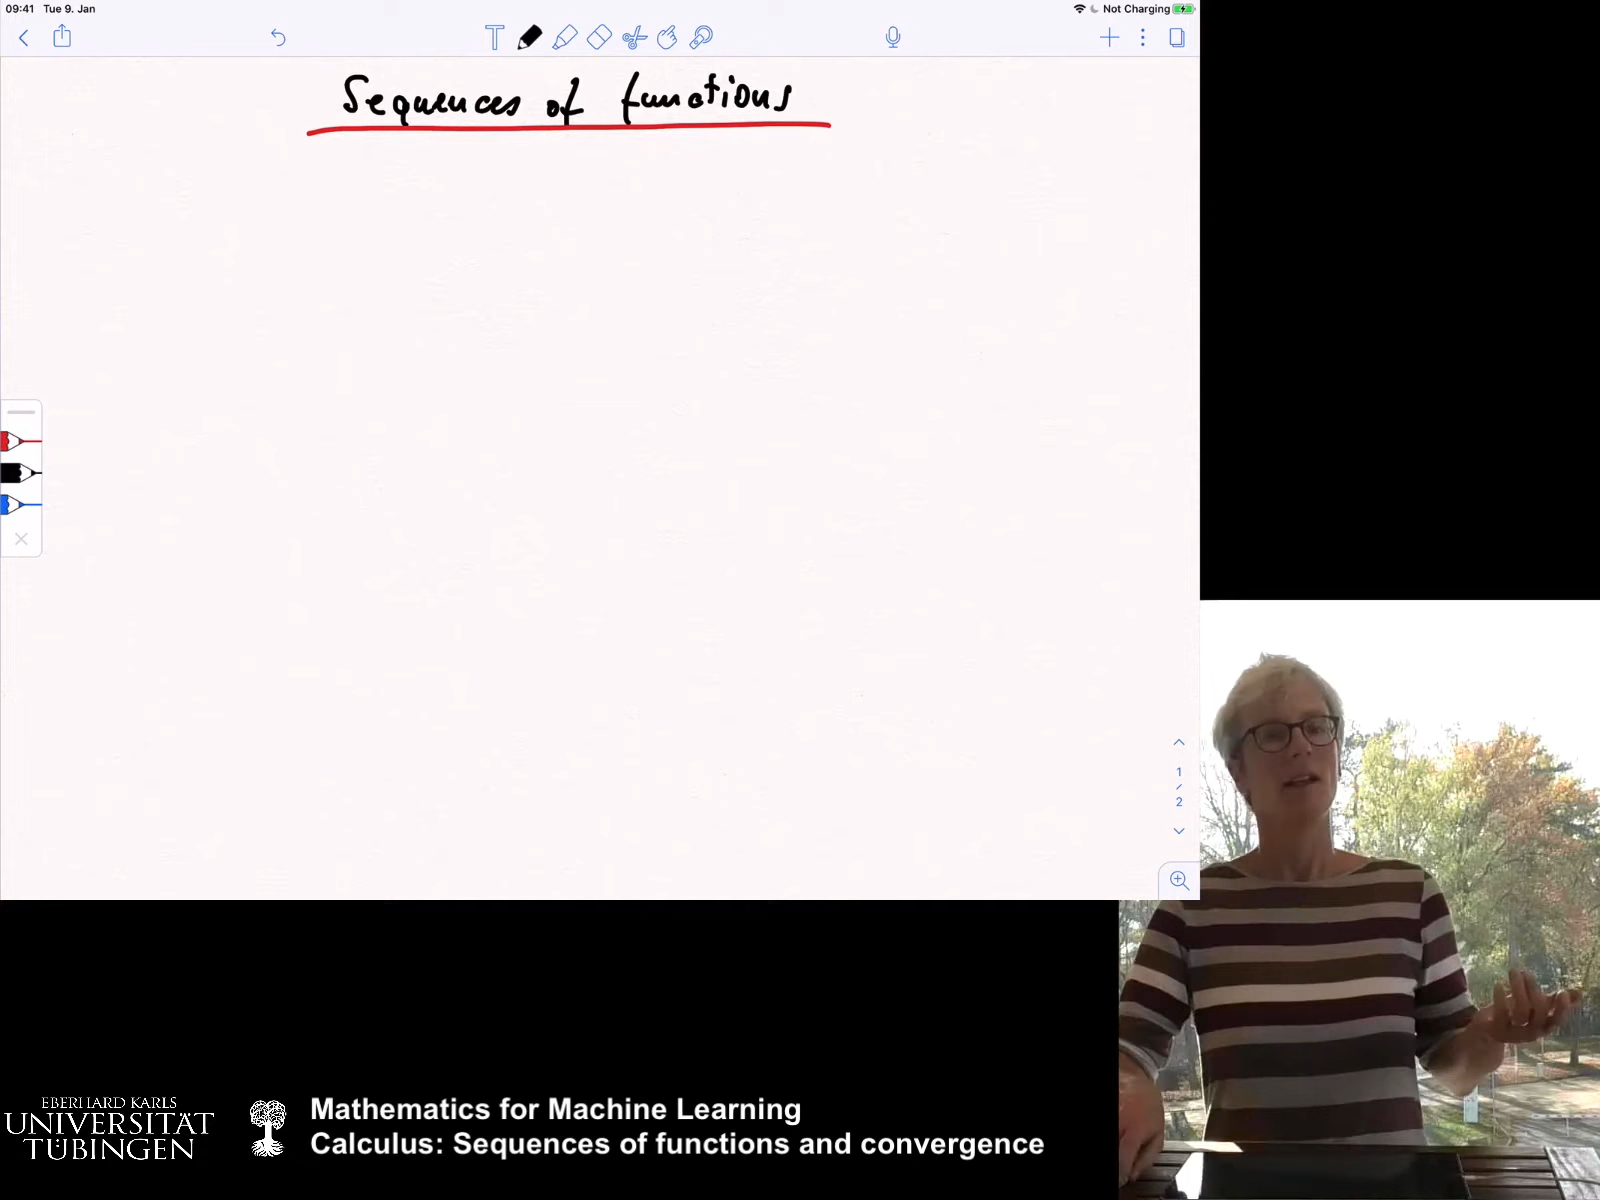 09:41 Tue 9. Jan
Not Charging
T
Sequences of functions
1
2
EBERHARD KARLS
UNIVERSITÄT
TÜBINGEN
Mathematics for Machine Learning
Calculus: Sequences of functions and convergence